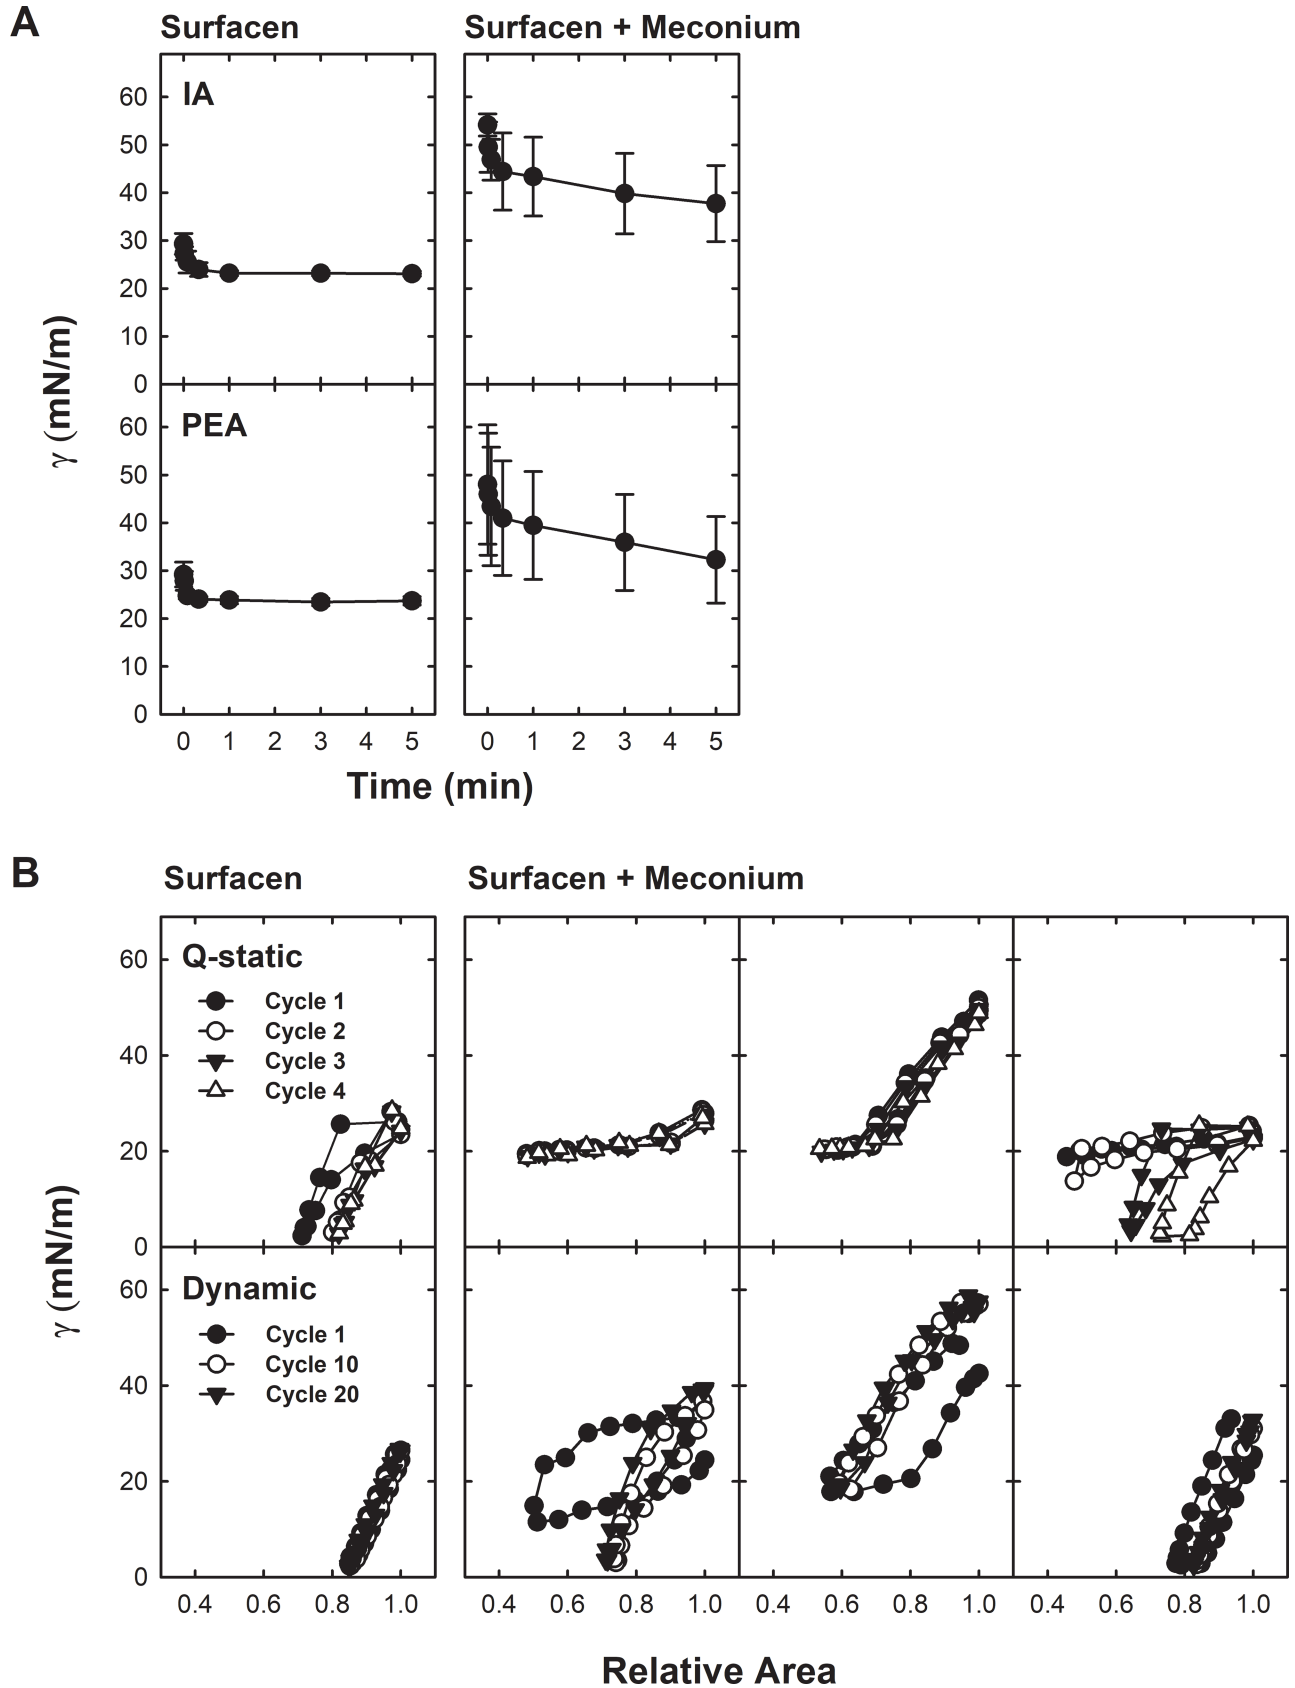 A
Surfacen
Surfacen + Meconium
IA
60
50
40
30
20
10
0
PEA
60
50
40
30
20
10
0
γ (mN/m)
0 1 2 3 4 5
0 1 2 3 4 5
Time (min)
B
Surfacen
Surfacen + Meconium
Q-static
Cycle 1
Cycle 2
Cycle 3
Cycle 4
60
40
20
0
Dynamic
Cycle 1
Cycle 10
Cycle 20
60
40
20
0
γ (mN/m)
0.4 0.6 0.8 1.0
0.4 0.6 0.8 1.0
0.4 0.6 0.8 1.0
0.4 0.6 0.8 1.0
Relative Area